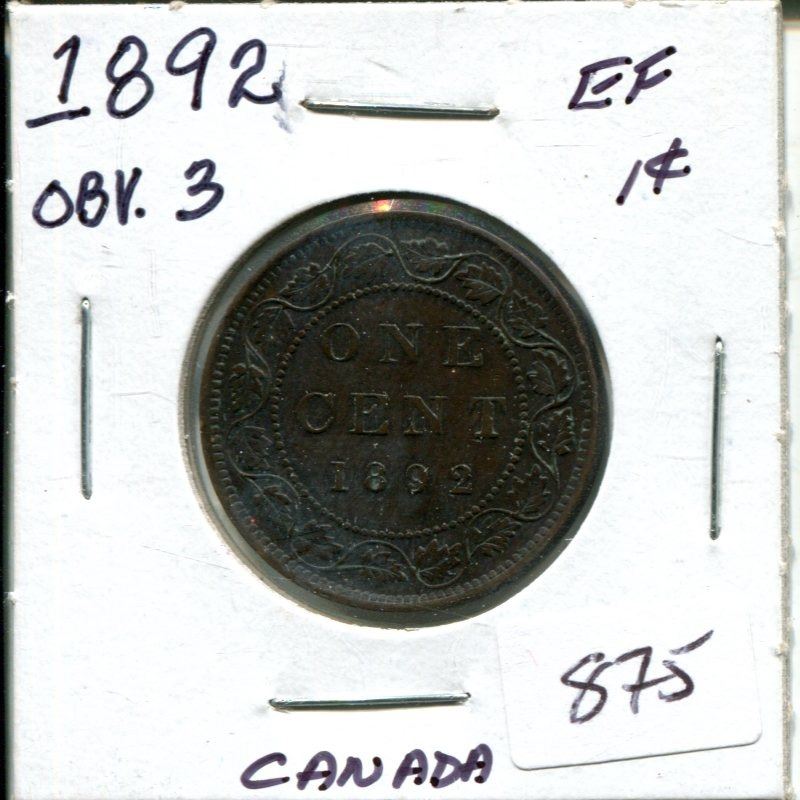 1892
EF
OBV. 3
1¢
ONE
CENT
1892
875
CANADA